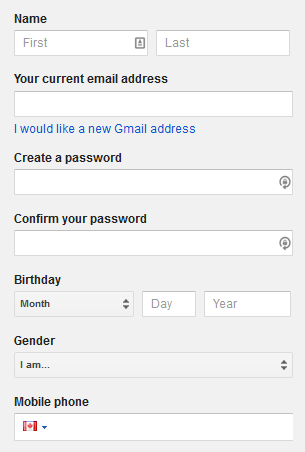 Name
First Last
Your current email address
I would like a new Gmail address
Create a password
Confirm your password
Birthday
Month Day Year
Gender
I am...
Mobile phone